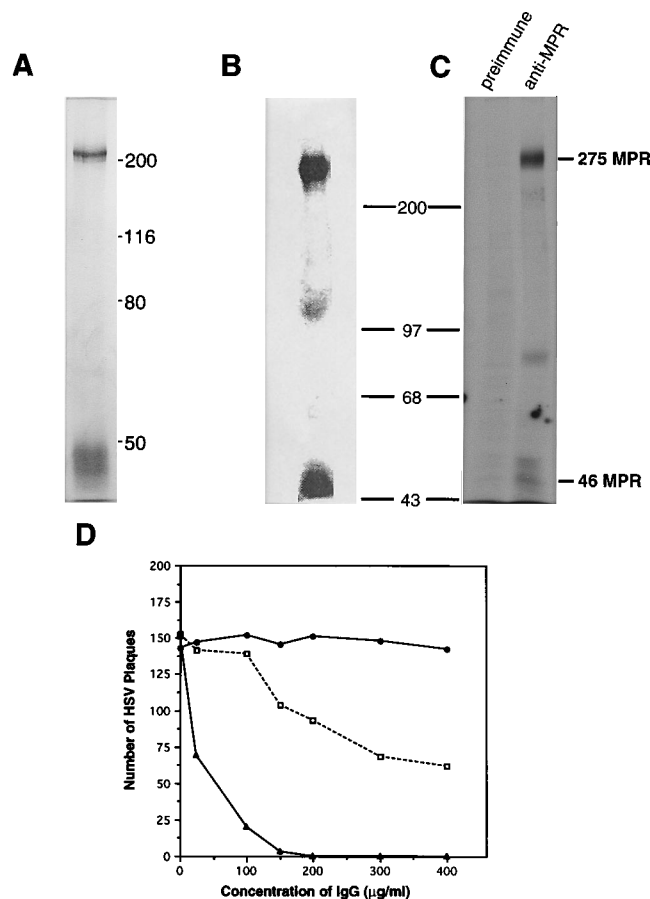 A
B
C
preimmune
anti-MPR
-200
-116
-80
-50
200
97
68
43
275 MPR
46 MPR
D
200
175
150
125
100
75
50
25
0
Number of HSV Plaques
0 100 200 300 400
Concentration of IgG (μg/ml)